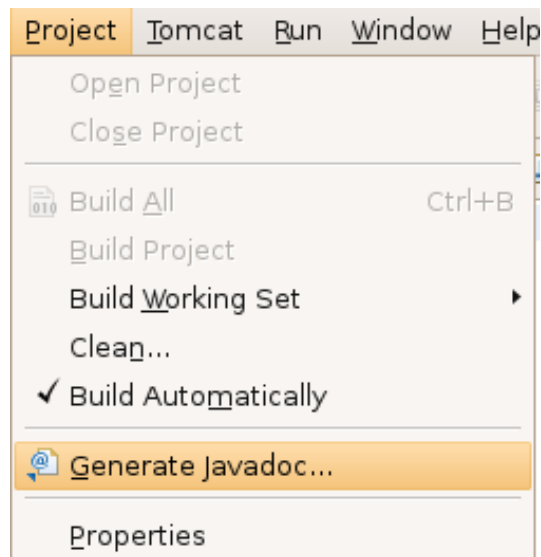 Project Tomcat Run Window Help
Open Project
Close Project
Build All Ctrl+B
Build Project
Build Working Set
Clean...
Build Automatically
Generate Javadoc...
Properties